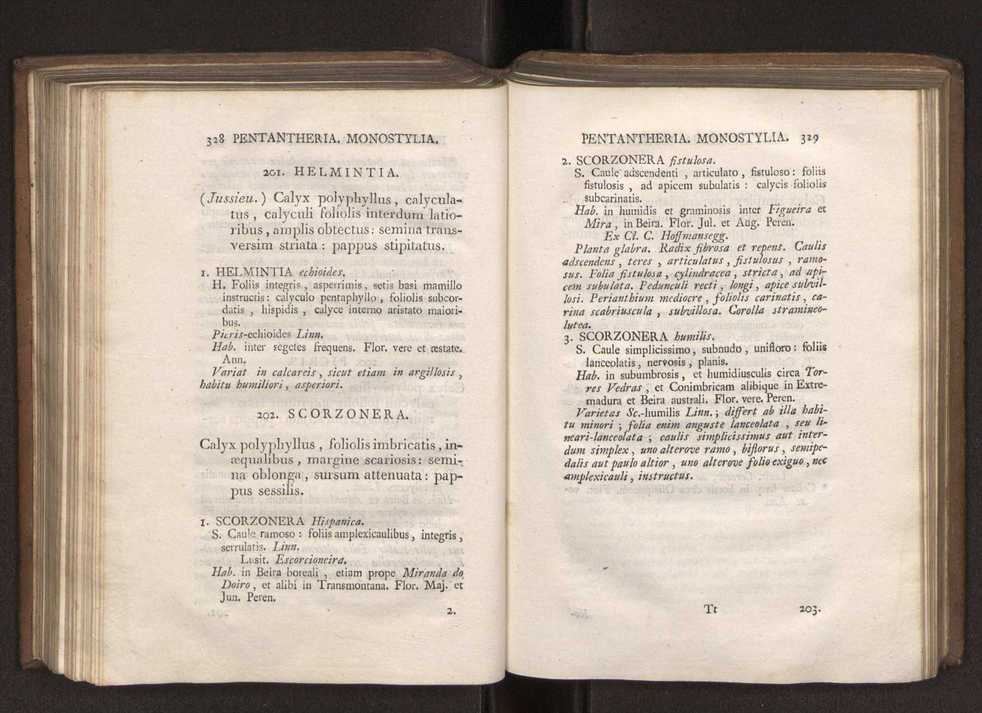 328 PENTANTHERIA. MONOSTYLIA.
201. HELMINTIA.
(Jussieu.) Calyx polyphyllus, calycula-
tus, calyculi foliolis interdum latio-
ribus, amplis obtectus: semina trans-
versim striata: pappus stipitatus.
1. HELMINTIA echioides.
H. Foliis integris, asperrimis, setis basi mamillo
instructis: calyculo pentaphyllo, foliolis subcor-
datis, hispidis, calyce interno aristato maiori-
bus.
Picris-echioides Linn.
Hab. inter segetes frequens. Flor. vere et æstate.
Ann.
Variat in calcareis, sicut etiam in argillosis,
habitu humiliori, asperiori.
202. SCORZONERA.
Calyx polyphyllus, foliolis imbricatis, in-
æqualibus, margine scariosis: semi-
na oblonga, sursum attenuata: pap-
pus sessilis.
1. SCORZONERA Hispanica.
S. Caule ramoso: foliis amplexicaulibus, integris,
serrulatis. Linn.
Lusit. Escorcioneira.
Hab. in Beira boreali, etiam prope Miranda do
Doiro, et alibi in Transmontana. Flor. Maj. et
Jun. Peren.
2.
PENTANTHERIA. MONOSTYLIA. 329
2. SCORZONERA fistulosa.
S. Caule adscendenti, articulato, fistuloso: foliis
fistulosis, ad apicem subulatis: calycis foliolis
subcarinatis.
Hab. in humidis et graminosis inter Figueira et
Mira, in Beira. Flor. Jul. et Aug. Peren.
Ex Cl. C. Hoffmansegg.
Planta glabra. Radix fibrosa et repens. Caulis
adscendens, teres, articulatus, fistulosus, ramo-
sus. Folia fistulosa, cylindracea, stricta, ad api-
cem subulata. Pedunculi recti, longi, apice subvil-
losi. Perianthium mediocre, foliolis carinatis, ca-
rina scabriuscula, subvillosa. Corolla stramineo-
lutea.
3. SCORZONERA humilis.
S. Caule simplicissimo, subnudo, unifloro: foliis
lanceolatis, nervosis, planis.
Hab. in subumbrosis, et humidiusculis circa Tor-
res Vedras, et Conimbricam alibique in Extre-
madura et Beira australi. Flor. vere. Peren.
Varietas Sc.-humilis Linn.; differt ab illa habi-
tu minori; folia enim anguste lanceolata, seu li-
neari-lanceolata; caulis simplicissimus aut inter-
dum simplex, uno alterove ramo, biflorus, semipe-
dalis aut paulo altior, uno alterove folio exiguo, nec
amplexicauli, instructus.
Tt 203.